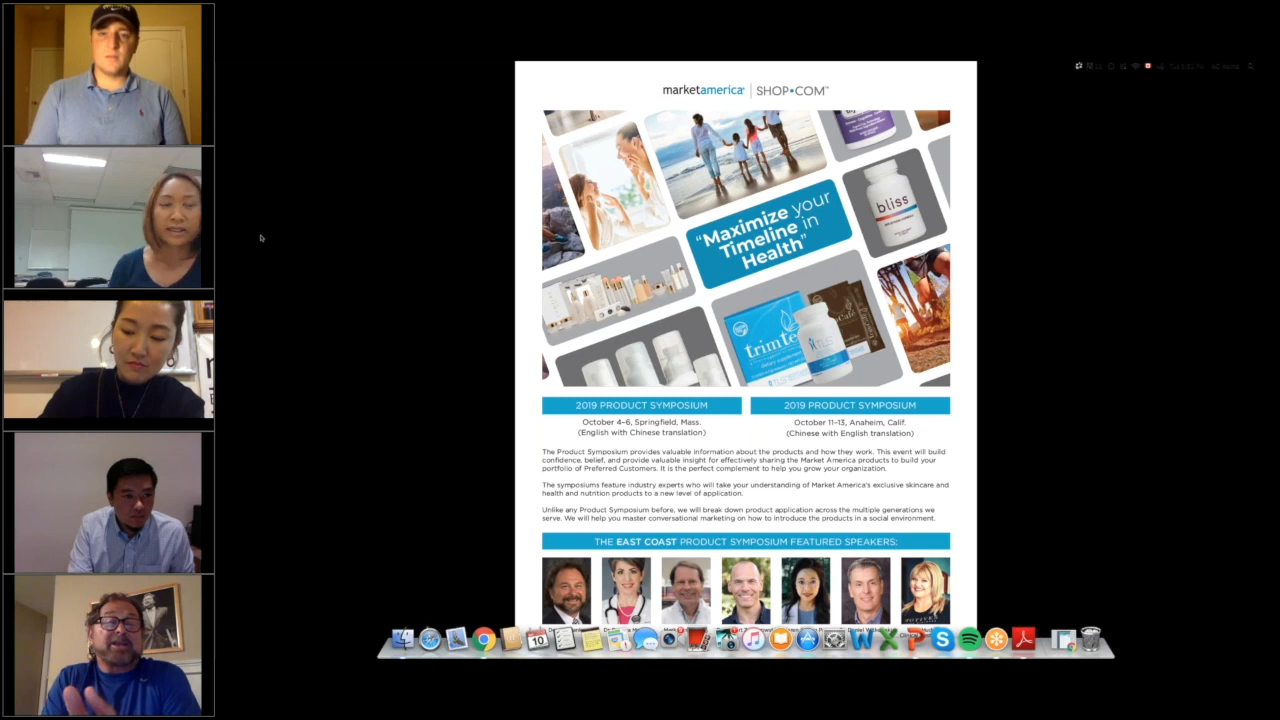 marketamerica | SHOP•COM™
"Maximize your
Timeline in
Health"
bliss
trimtea
dietary supplement
TLS
2019 PRODUCT SYMPOSIUM
October 4–6, Springfield, Mass.
(English with Chinese translation)
2019 PRODUCT SYMPOSIUM
October 11–13, Anaheim, Calif.
(Chinese with English translation)
The Product Symposium provides valuable information about the products and how they work. This event will build
confidence, belief, and provide valuable insight for effectively sharing the Market America products to build your
portfolio of Preferred Customers. It is the perfect complement to help you grow your organization.
The symposiums feature industry experts who will take your understanding of Market America's exclusive skincare and
health and nutrition products to a new level of application.
Unlike any Product Symposium before, we will break down product application across the multiple generations we
serve. We will help you master conversational marketing on how to introduce the products in a social environment.
THE EAST COAST PRODUCT SYMPOSIUM FEATURED SPEAKERS:
10